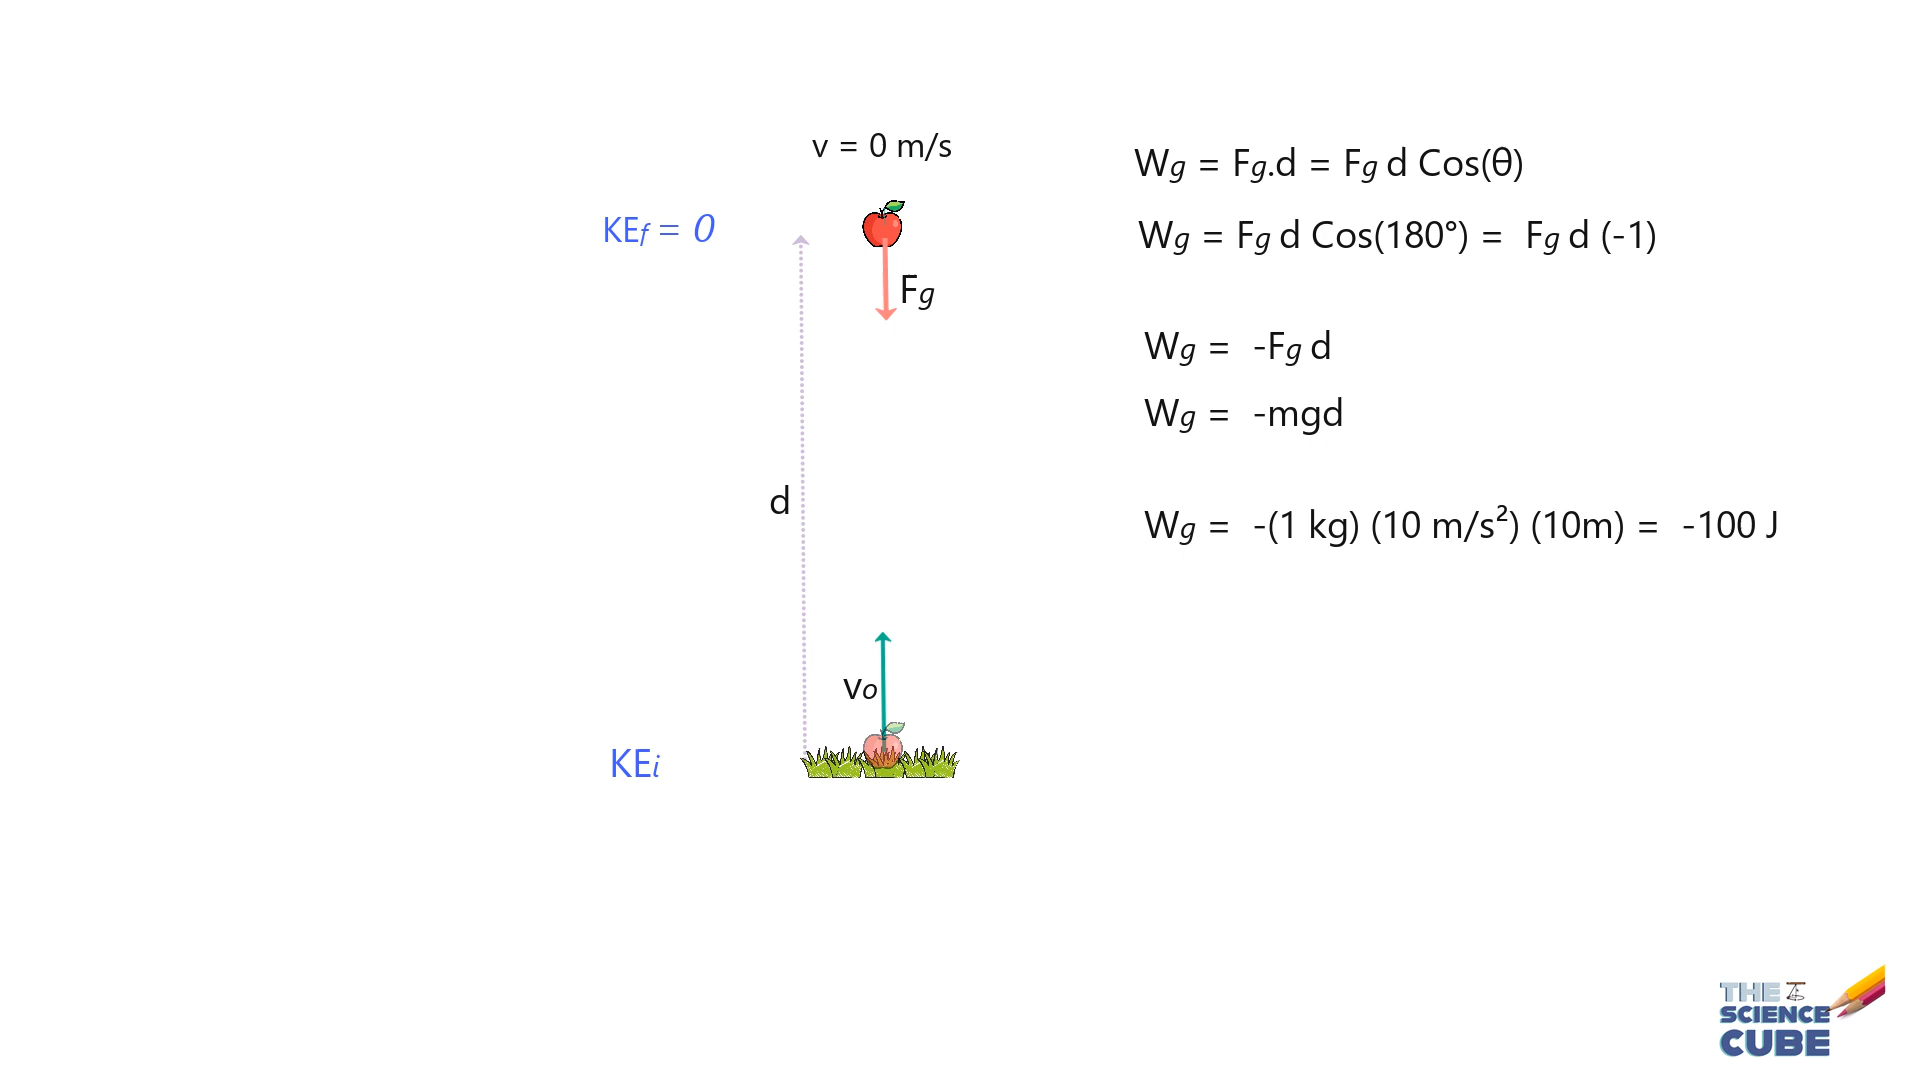 v = 0 m/s
KEf = 0
Fg
d
vo
KEi
Wg = Fg.d = Fg d Cos(θ)
Wg = Fg d Cos(180°) = Fg d (-1)
Wg = -Fg d
Wg = -mgd
Wg = -(1 kg) (10 m/s²) (10m) = -100 J
THE
SCIENCE
CUBE